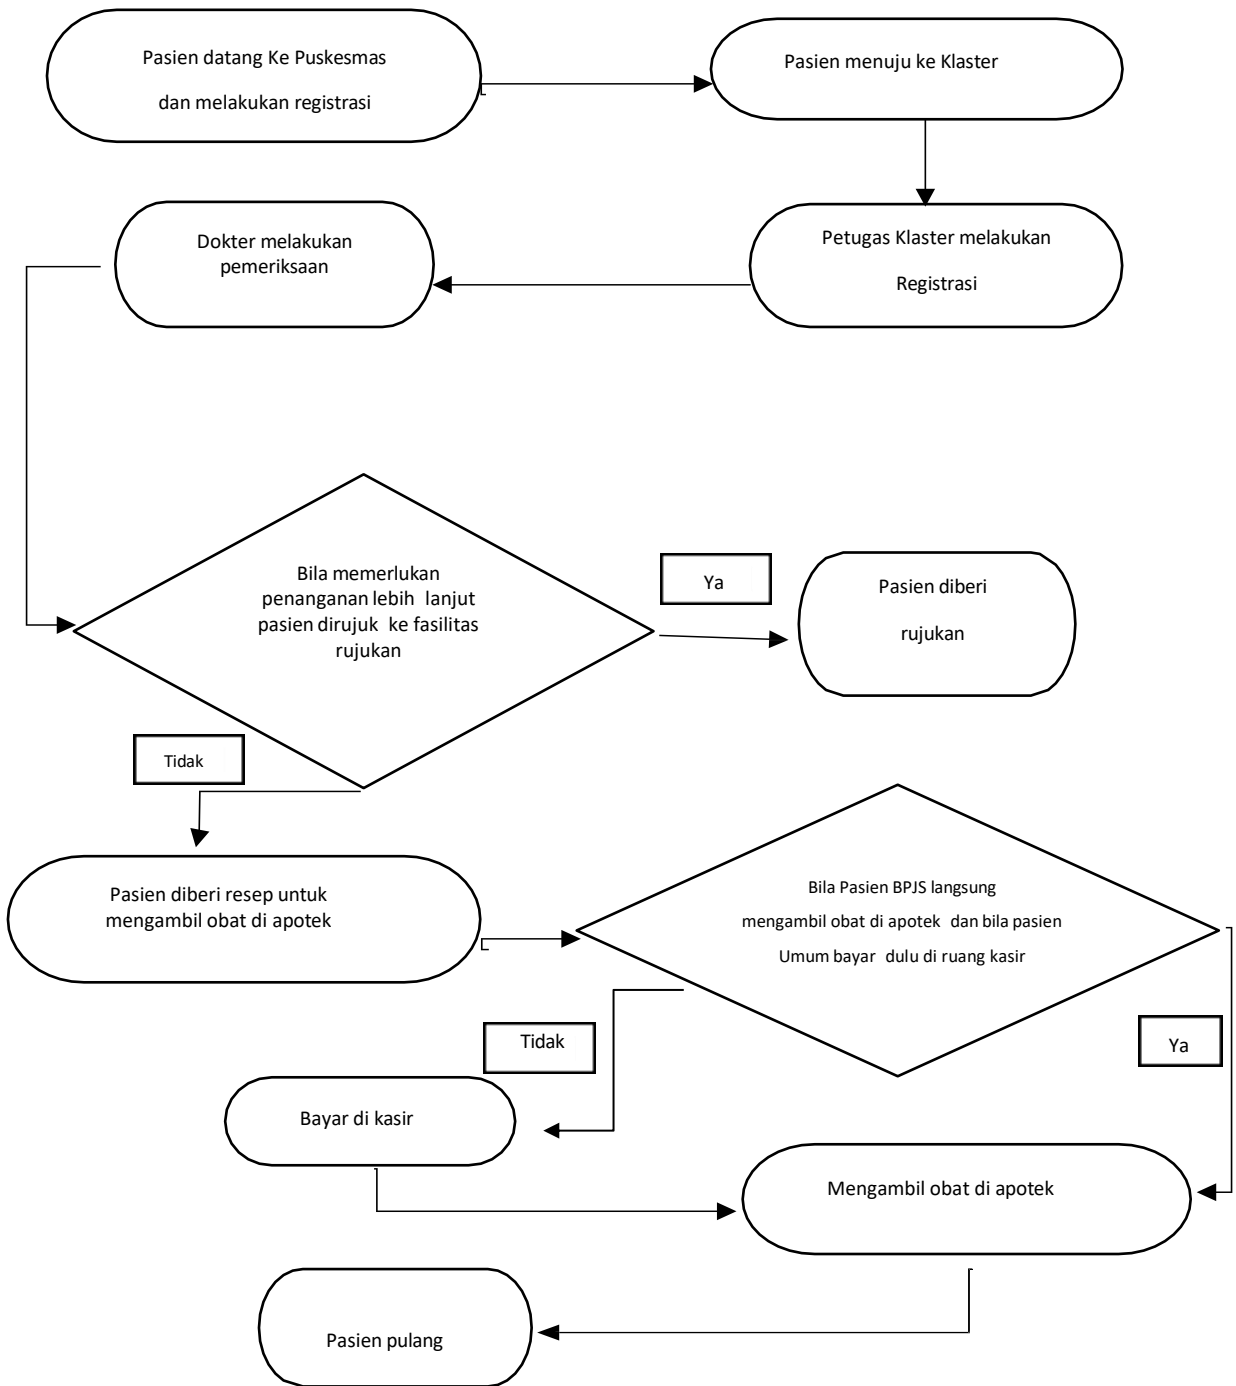 Pasien datang Ke Puskesmas
dan melakukan registrasi
Pasien menuju ke Klaster
Petugas Klaster melakukan
Registrasi
Dokter melakukan
pemeriksaan
Bila memerlukan
penanganan lebih lanjut
pasien dirujuk ke fasilitas
rujukan
Ya
Pasien diberi
rujukan
Tidak
Pasien diberi resep untuk
mengambil obat di apotek
Bila Pasien BPJS langsung
mengambil obat di apotek dan bila pasien
Umum bayar dulu di ruang kasir
Tidak
Ya
Bayar di kasir
Mengambil obat di apotek
Pasien pulang